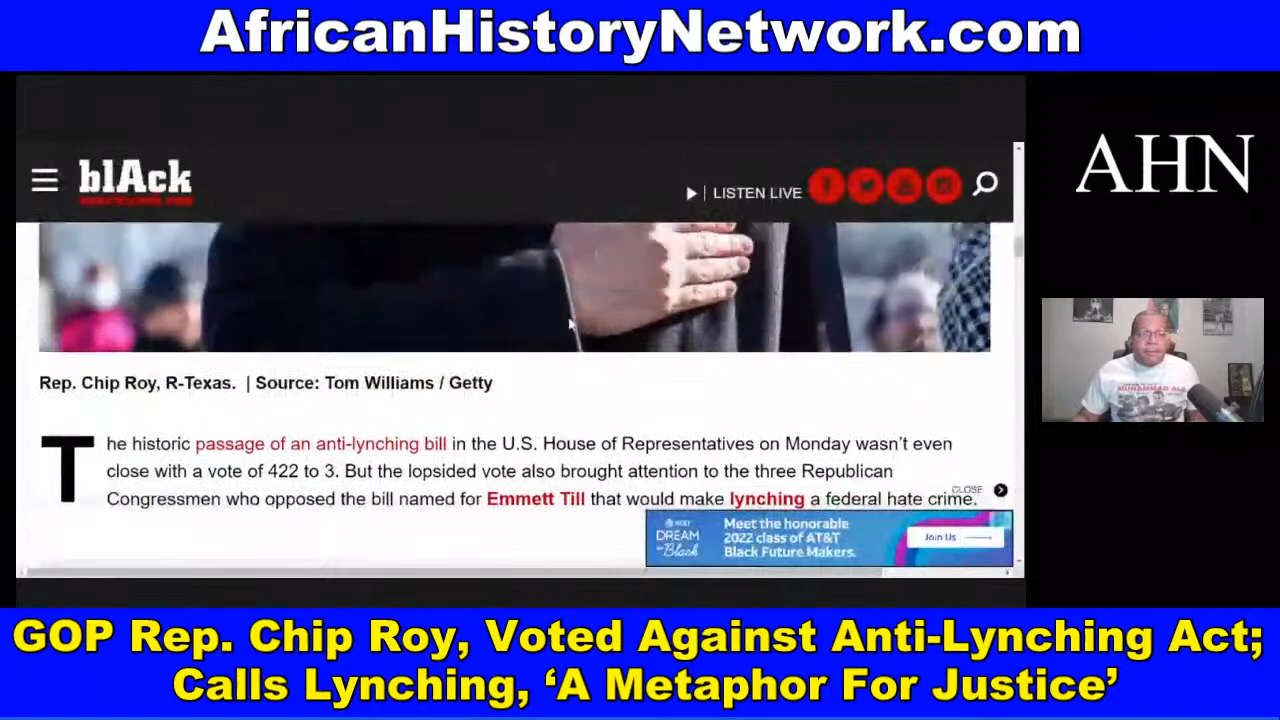 AfricanHistoryNetwork.com
blAck
LISTEN LIVE
AHN
Rep. Chip Roy, R-Texas. | Source: Tom Williams / Getty
The historic passage of an anti-lynching bill in the U.S. House of Representatives on Monday wasn't even
close with a vote of 422 to 3. But the lopsided vote also brought attention to the three Republican
Congressmen who opposed the bill named for Emmett Till that would make lynching a federal hate crime.
CLOSE
AT&T
DREAM
in Black
Meet the honorable
2022 class of AT&T
Black Future Makers.
Join Us
MUHAMMAD ALI
GOP Rep. Chip Roy, Voted Against Anti-Lynching Act;
Calls Lynching, ‘A Metaphor For Justice’